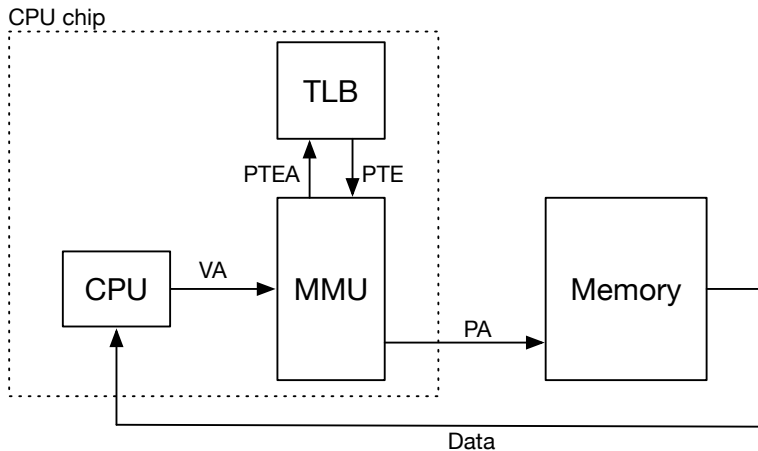 CPU chip
TLB
PTEA
PTE
CPU
VA
MMU
PA
Memory
Data